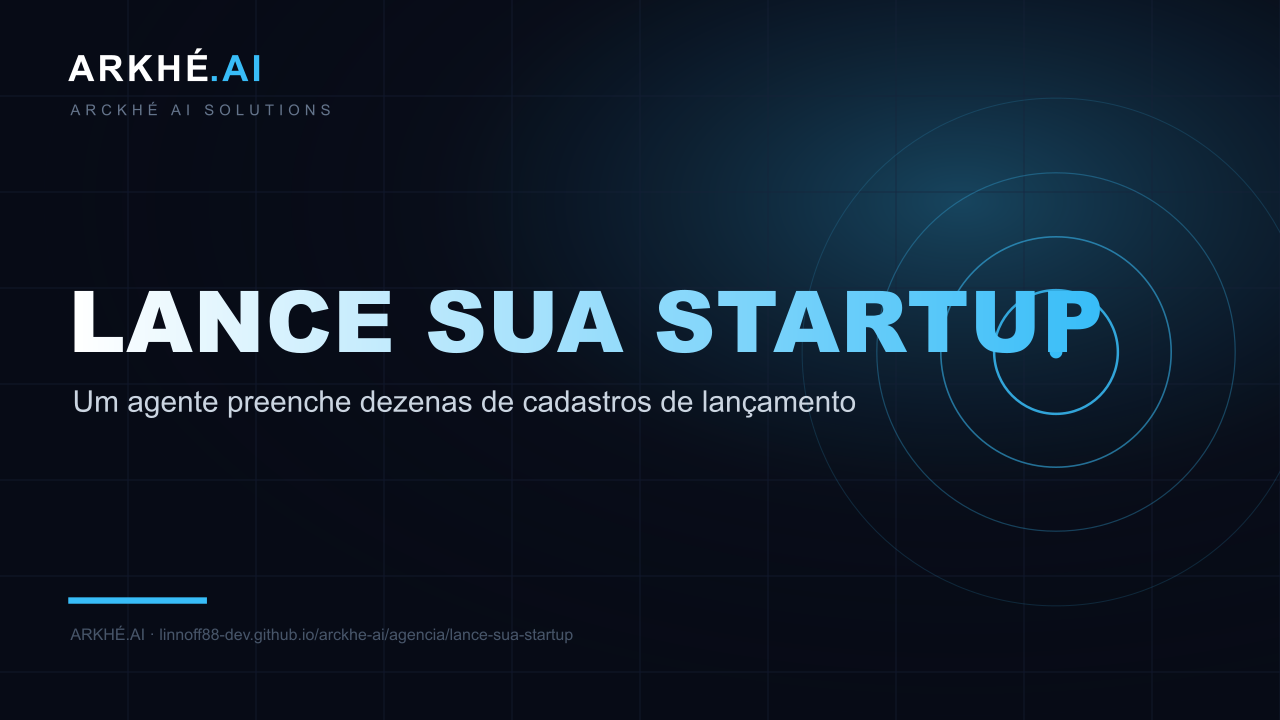 ARKHÉ.AI
ARCKHÉ AI SOLUTIONS
LANCE SUA STARTUP
Um agente preenche dezenas de cadastros de lançamento
ARKHÉ.AI · linnoff88-dev.github.io/arckhe-ai/agencia/lance-sua-startup